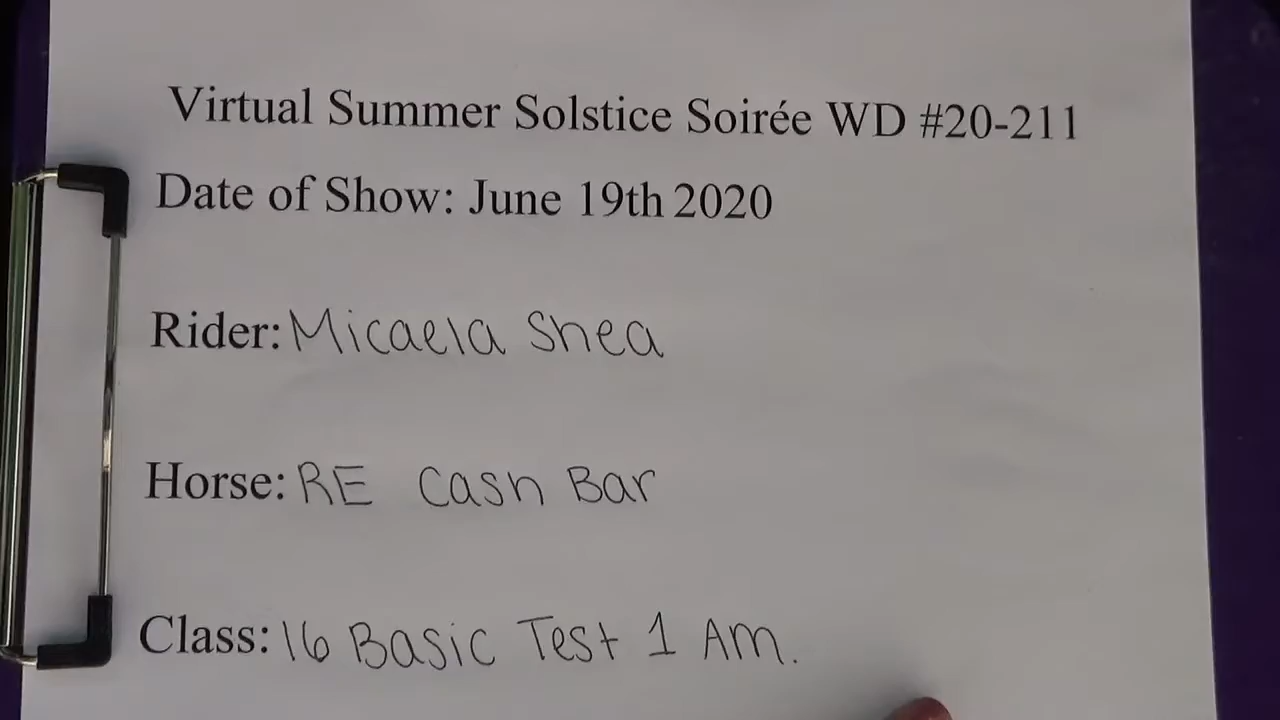 Virtual Summer Solstice Soirée WD #20-211
Date of Show: June 19th 2020
Rider: Micaela Shea
Horse: RE Cash Bar
Class: 16 Basic Test 1 Am.